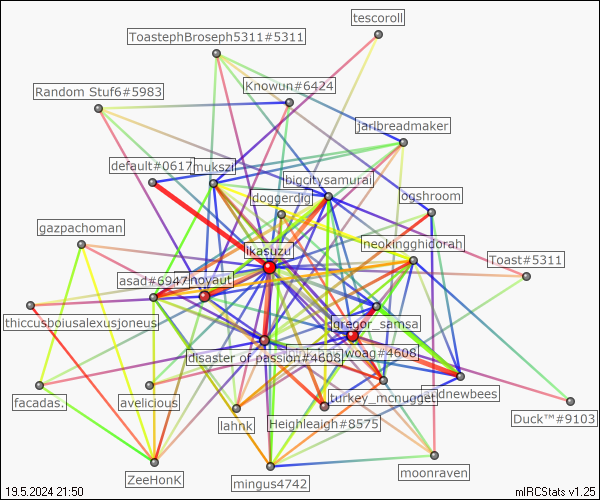 tescoroll
ToastephBroseph5311#5311
Knowun#6424
Random Stuf6#5983
jarlbreadmaker
default#0617
mukszi
bigcitysamurai
doggerdig
ogshroom
gazpachoman
neokingghidorah
ikasuzu
Toast#5311
asad#6947
noyaut
thiccusboiusalexusjoneus
gregor_samsa
disaster of passion#4608
woag#4608
turkey_mcnugget
dnewbees
facadas.
avelicious
lahnk
Heighleaigh#8575
Duck™#9103
moonraven
ZeeHonK
mingus4742
19.5.2024 21:50
mIRCStats v1.25